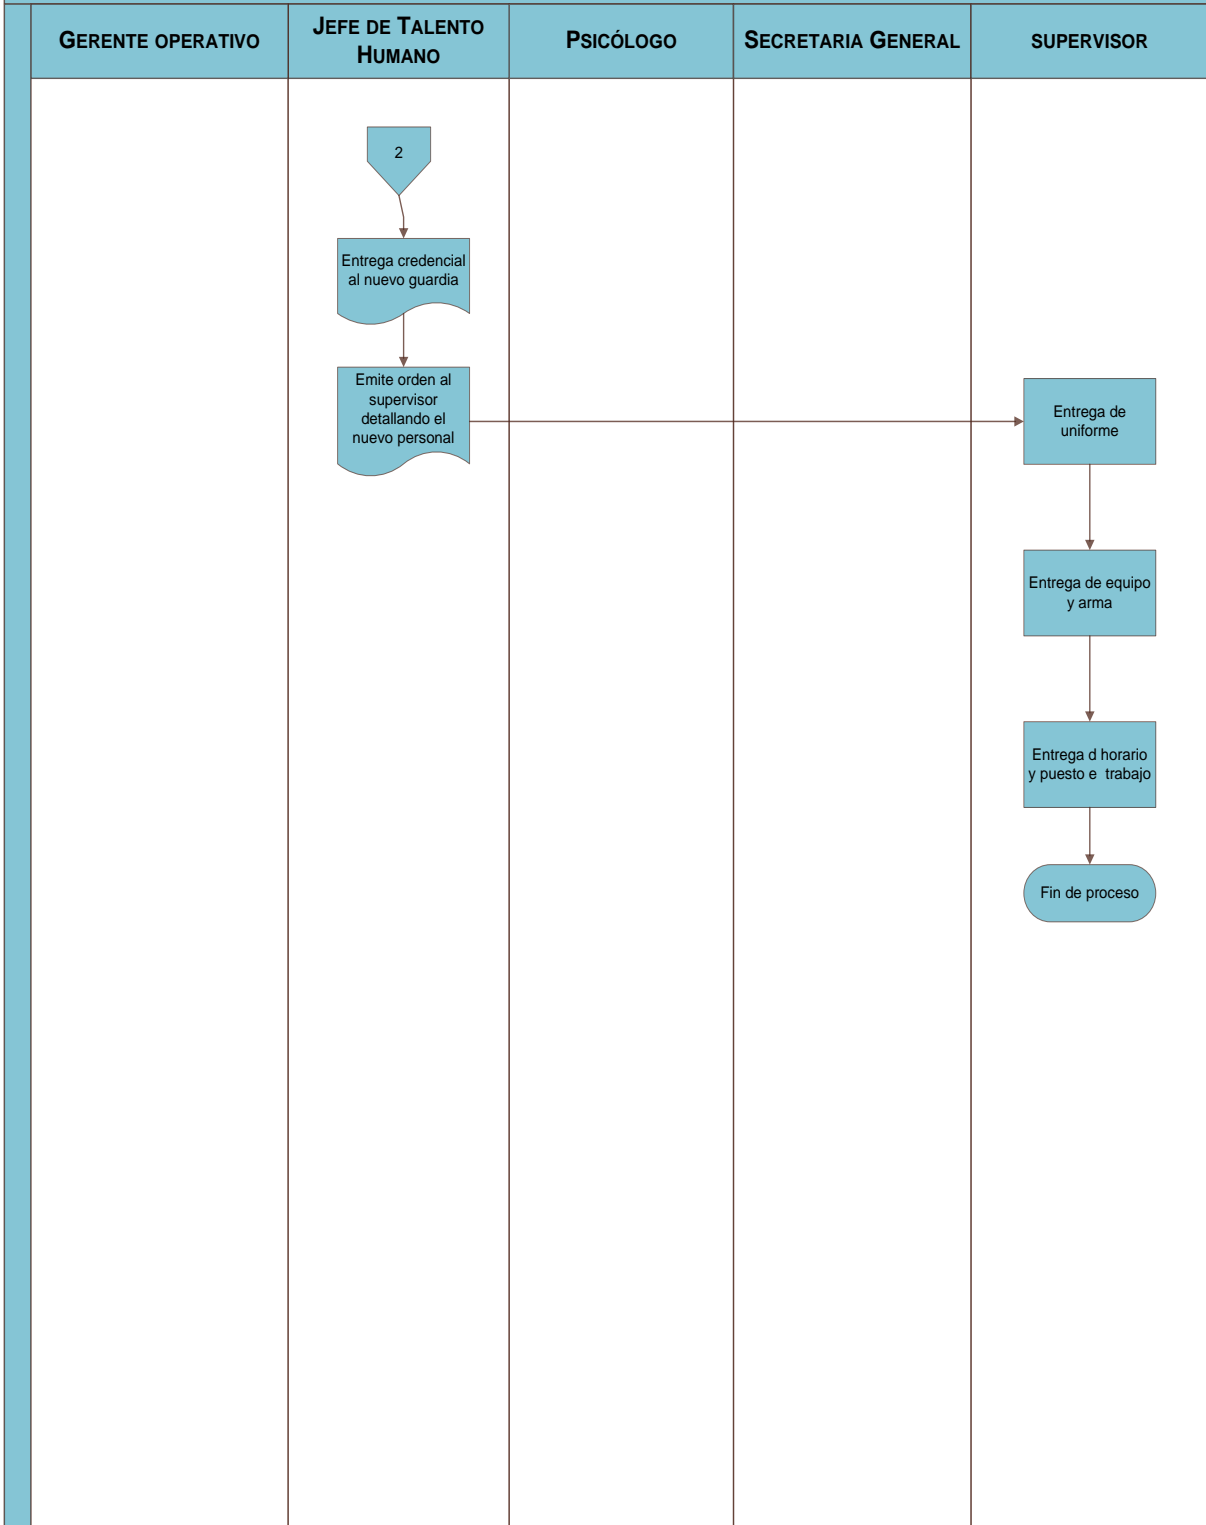 GERENTE OPERATIVO
JEFE DE TALENTO
HUMANO
PSICÓLOGO
SECRETARIA GENERAL
SUPERVISOR
2
Entrega credencial
al nuevo guardia
Emite orden al
supervisor
detallando el
nuevo personal
Entrega de
uniforme
Entrega de equipo
y arma
Entrega d horario
y puesto e trabajo
Fin de proceso